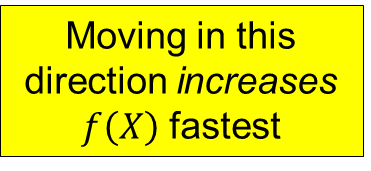 Moving in this
direction increases
𝑓(𝑋) fastest